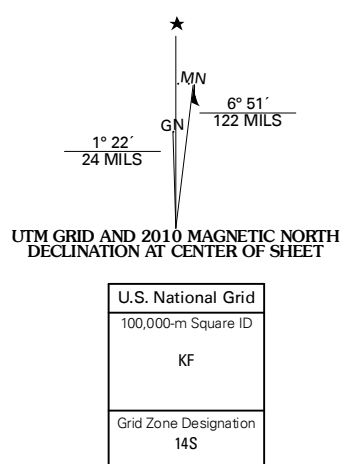 MN
GN
6° 51´
122 MILS
1° 22´
24 MILS
UTM GRID AND 2010 MAGNETIC NORTH
DECLINATION AT CENTER OF SHEET
U.S. National Grid
100,000-m Square ID
KF
Grid Zone Designation
14S